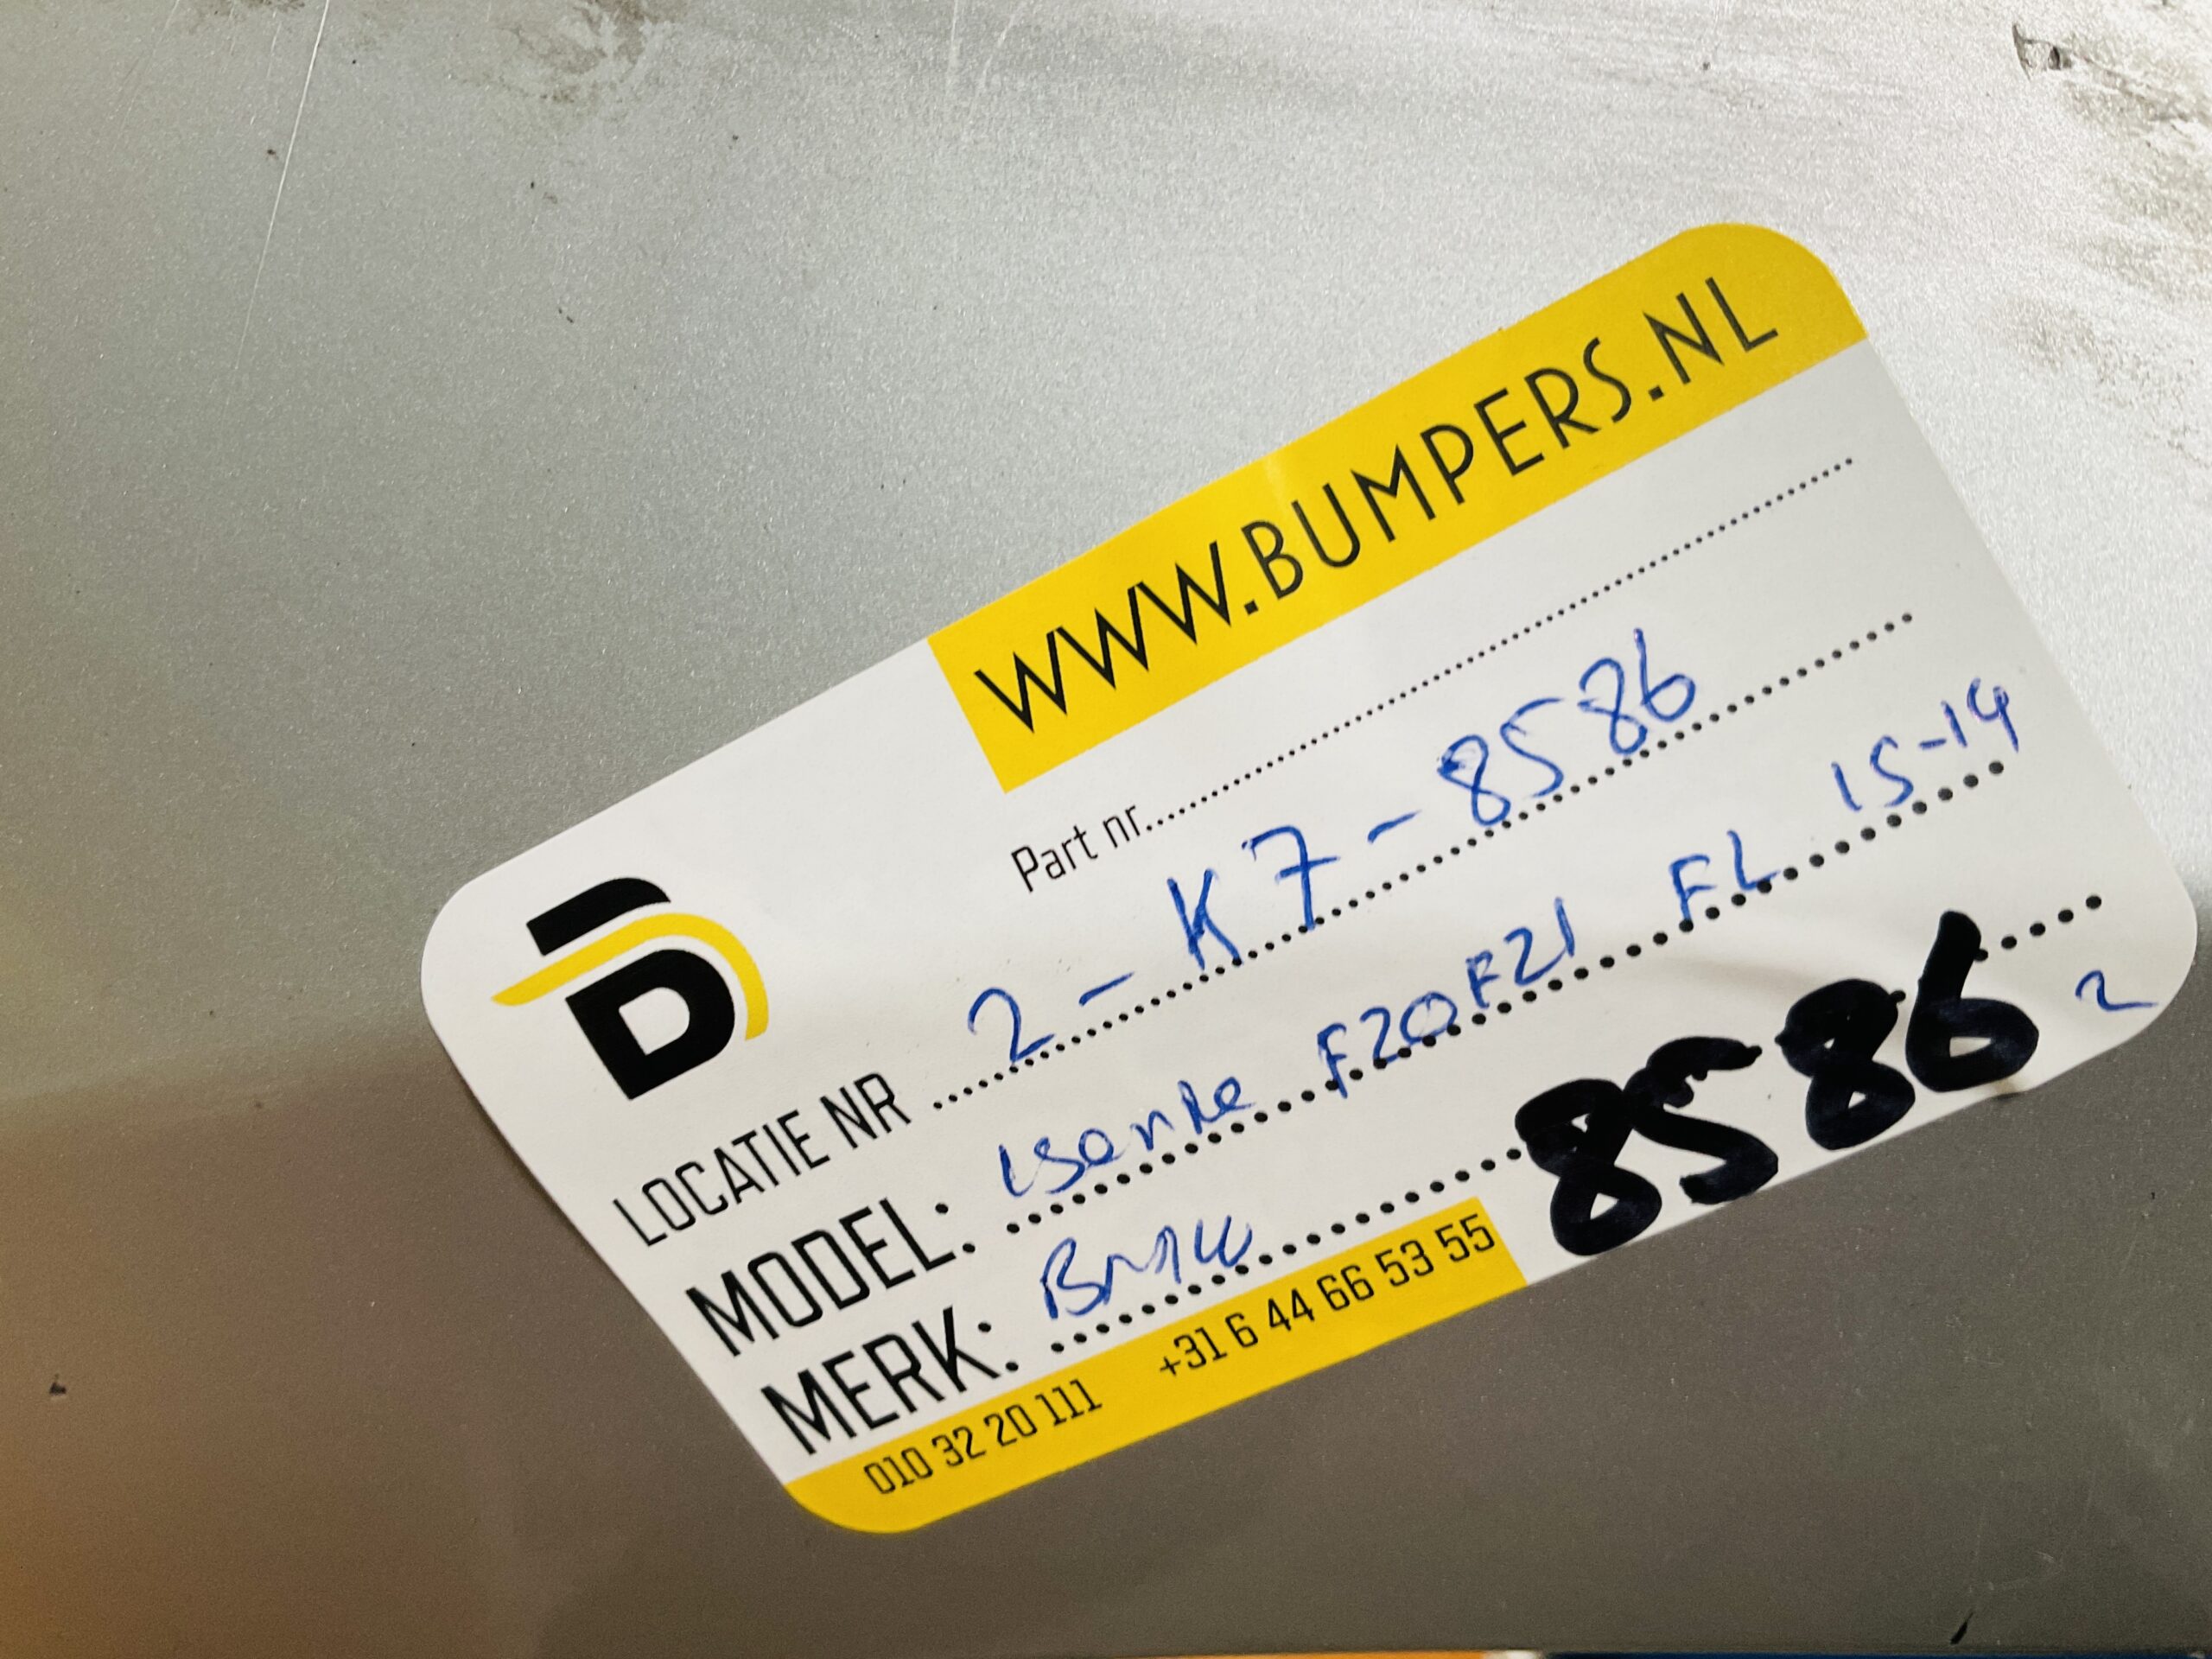 WWW.BUMPERS.NL
Part nr.
LOCATIE NR 2-K7-8586
MODEL: 1serie F20F21 FL 15-19
MERK: BMW
8586
2
010 32 20 111 +31 6 44 66 53 55